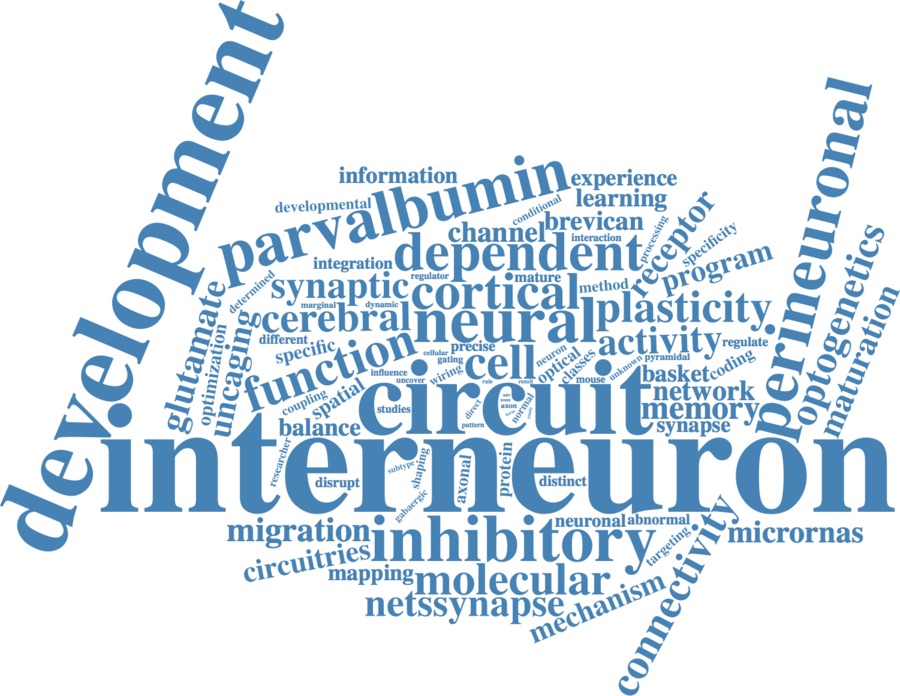 development
information
parvalbumin
experience
developmental
conditional
learning
perineuronal
channel
brevican
receptor
processing
specificity
interaction
integration
dependent
program
optogenetics
determined
synaptic
regulator
mature
method
glutamate
cortical
marginal
dynamic
plasticity
maturation
optimization
uncaging
cerebral
neural
different
specific
function
precise
cellular
gating
neuron
optical
classes
activity
regulate
pyramidal
unknown
cell
wiring
influence
uncover
rule
result
mouse
basket
coding
coupling
spatial
circuit
studies
direct
axon
normal
pattern
network
memory
balance
synapse
interneuron
researcher
disrupt
subtype
shaping
gabaergic
axonal
protein
distinct
migration
inhibitory
neuronal
abnormal
targeting
connectivity
micrornas
circuitries
mapping
molecular
mechanism
netssynapse